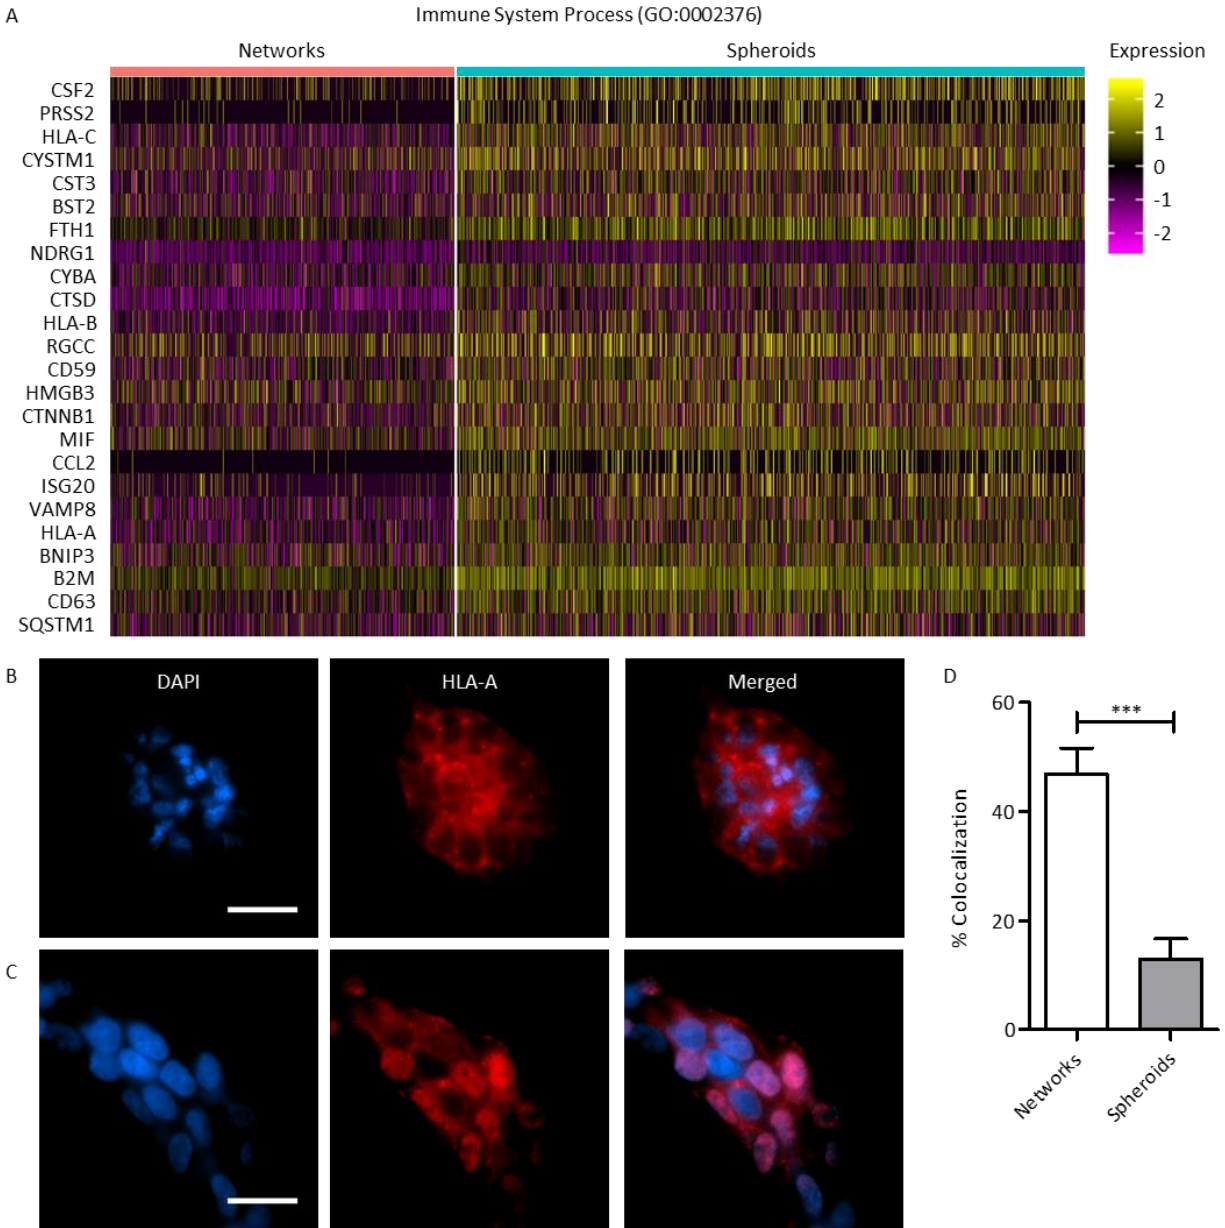 A
Immune System Process (GO:0002376)
Networks
Spheroids
Expression
CSF2
PRSS2
HLA-C
CYSTM1
CST3
BST2
FTH1
NDRG1
CYBA
CTSD
HLA-B
RGCC
CD59
HMGB3
CTNNB1
MIF
CCL2
ISG20
VAMP8
HLA-A
BNIP3
B2M
CD63
SQSTM1
2
1
0
-1
-2
B
DAPI
HLA-A
Merged
C
D
***
60
40
20
0
% Colocalization
Networks
Spheroids